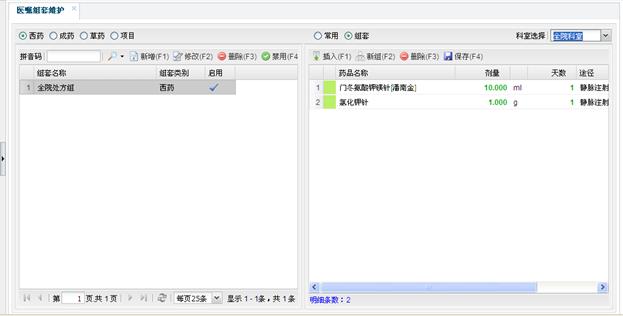 医嘱组套维护
西药 成药 草药 项目
常用 组套 科室选择 全院科室
拼音码 新增(F1) 修改(F2) 删除(F3) 禁用(F4
插入(F1) 新组(F2) 删除(F3) 保存(F4)
组套名称 组套类别 启用
1 全院处方组 西药
药品名称 剂量 天数 途径
1 门冬氨酸钾镁针[潘南金] 10.000 ml 1 静脉注射
2 氯化钾针 1.000 g 1 静脉注射
第 1 页,共 1 页 每页25条 显示 1 - 1条，共 1 条
明细条数：2